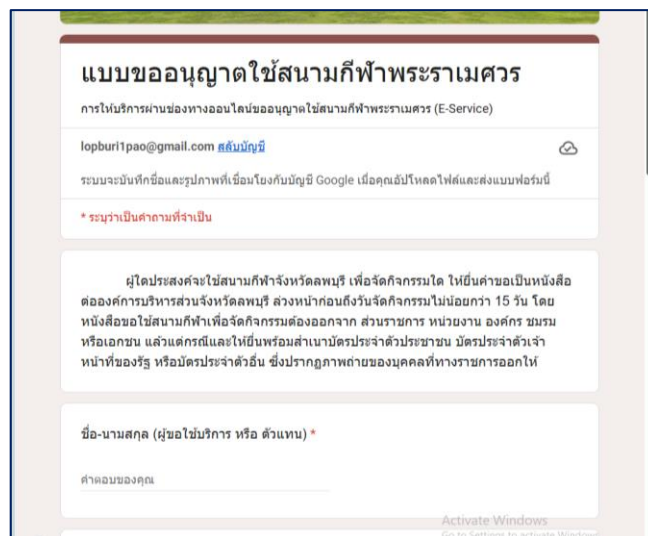 แบบขออนุญาตใช้สนามกีฬาพระราเมศวร
การให้บริการผ่านช่องทางออนไลน์ขออนุญาตใช้สนามกีฬาพระราเมศวร (E-Service)
lopburi1pao@gmail.com สลับบัญชี
ระบบจะบันทึกชื่อและรูปภาพที่เชื่อมโยงกับบัญชี Google เมื่อคุณอัปโหลดไฟล์และส่งแบบฟอร์มนี้
* ระบุว่าเป็นคำถามที่จำเป็น
ผู้ใดประสงค์จะใช้สนามกีฬาจังหวัดลพบุรี เพื่อจัดกิจกรรมใด ให้ยื่นคำขอเป็นหนังสือ
ต่อองค์การบริหารส่วนจังหวัดลพบุรี ล่วงหน้าก่อนถึงวันจัดกิจกรรมไม่น้อยกว่า 15 วัน โดย
หนังสือขอใช้สนามกีฬาเพื่อจัดกิจกรรมต้องออกจาก ส่วนราชการ หน่วยงาน องค์กร ชมรม
หรือเอกชน แล้วแต่กรณีและให้ยื่นพร้อมสำเนาบัตรประจำตัวประชาชน บัตรประจำตัวเจ้า
หน้าที่ของรัฐ หรือบัตรประจำตัวอื่น ซึ่งปรากฏภาพถ่ายของบุคคลที่ทางราชการออกให้
ชื่อ-นามสกุล (ผู้ขอใช้บริการ หรือ ตัวแทน) *
คำตอบของคุณ
Activate Windows
Go to Settings to activate Windows